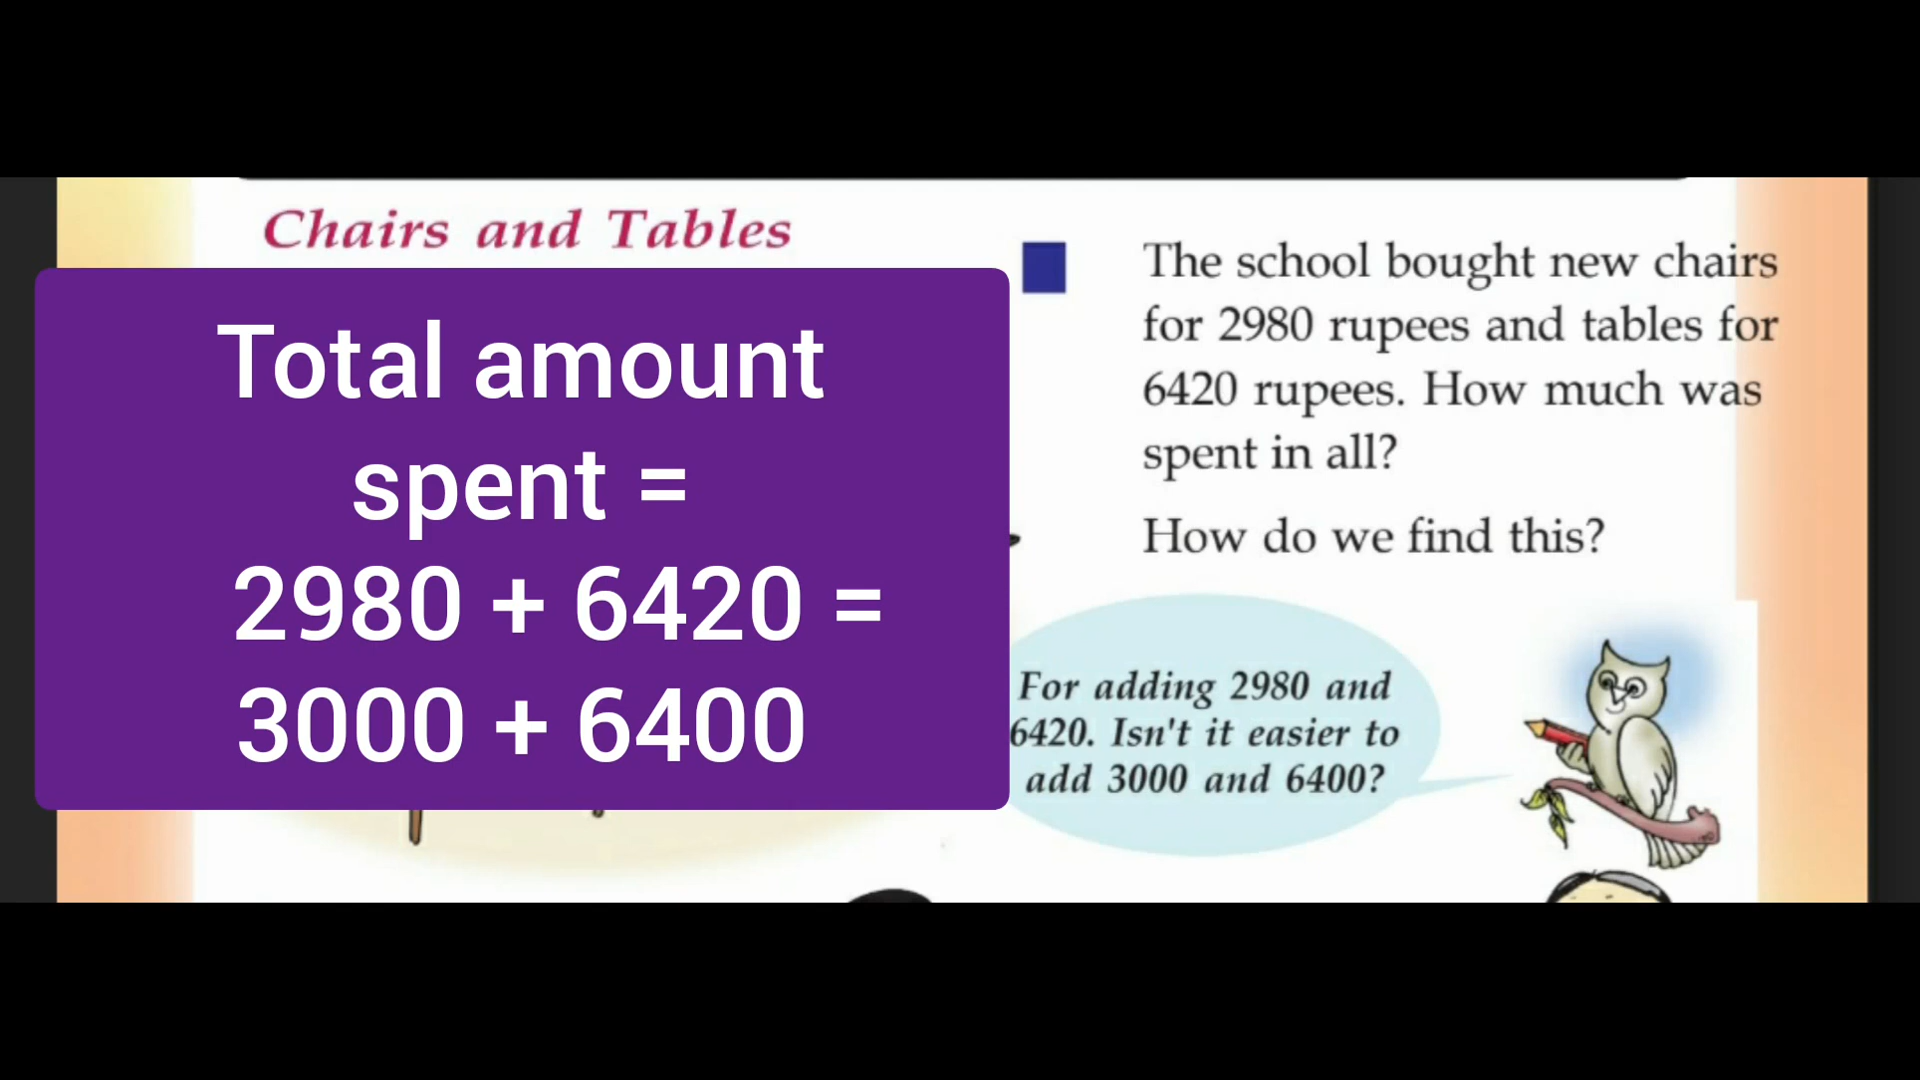 Chairs and Tables
Total amount
spent =
2980 + 6420 =
3000 + 6400
The school bought new chairs
for 2980 rupees and tables for
6420 rupees. How much was
spent in all?
How do we find this?
For adding 2980 and
6420. Isn't it easier to
add 3000 and 6400?